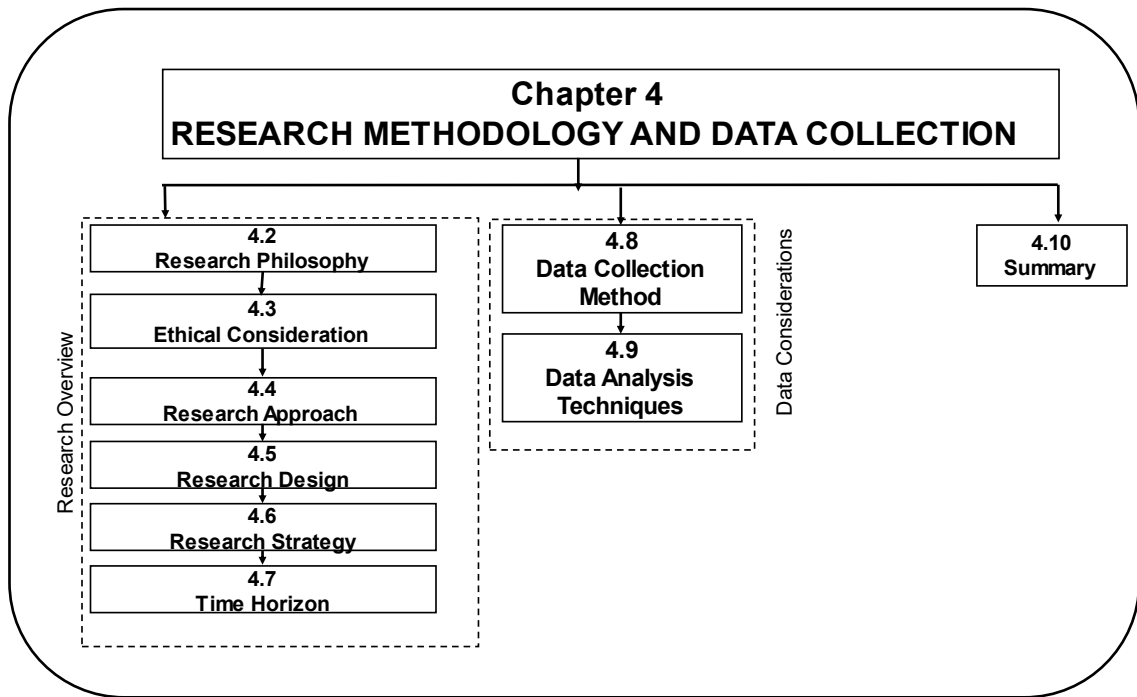 Chapter 4
RESEARCH METHODOLOGY AND DATA COLLECTION
Research Overview
4.2
Research Philosophy
4.3
Ethical Consideration
4.4
Research Approach
4.5
Research Design
4.6
Research Strategy
4.7
Time Horizon
4.8
Data Collection
Method
4.9
Data Analysis
Techniques
Data Considerations
4.10
Summary